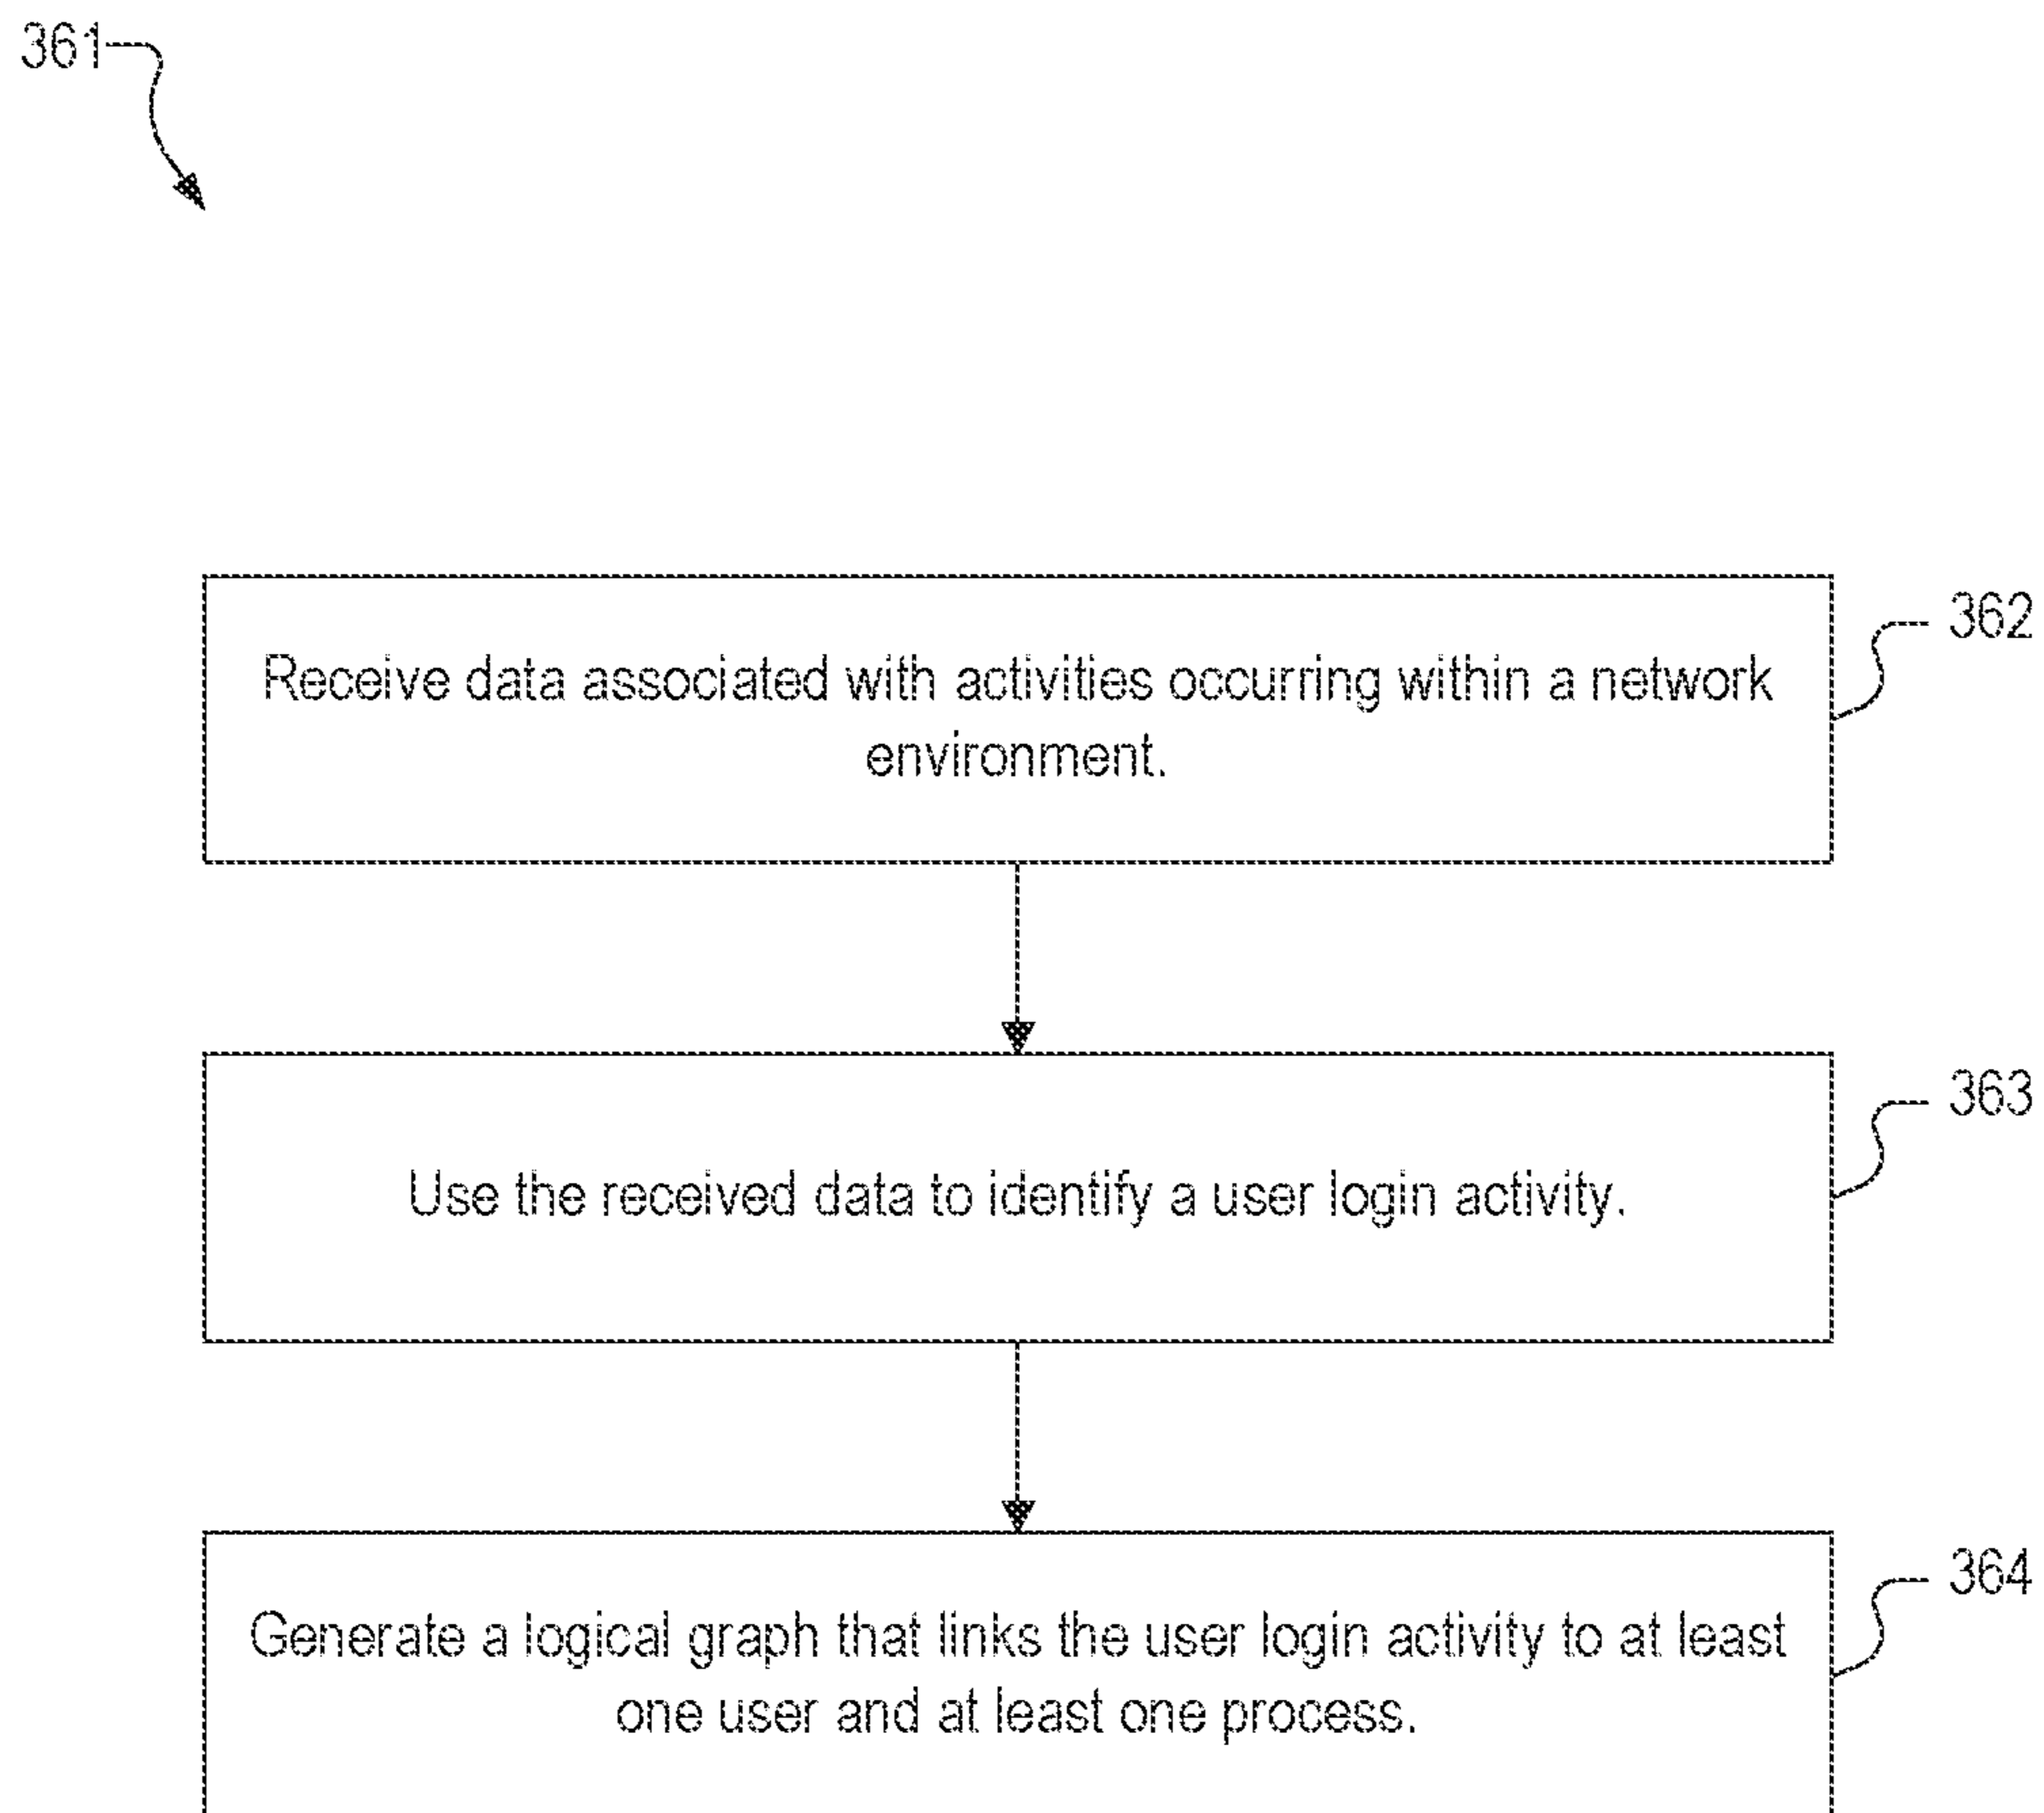 361
362
Receive data associated with activities occurring within a network
environment.
363
Use the received data to identify a user login activity.
364
Generate a logical graph that links the user login activity to at least
one user and at least one process.